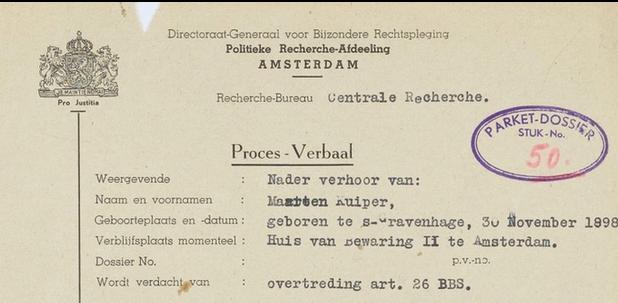 Directoraat-Generaal voor Bijzondere Rechtspleging
Politieke Recherche-Afdeeling
AMSTERDAM
JE MAINTIENDRAI
Pro Justitia
Recherche-Bureau Centrale Recherche.
PARKET-DOSSIER
STUK-No.
50.
Proces-Verbaal
Weergevende : Nader verhoor van:
Naam en voornamen : Maarten Kuiper,
Geboorteplaats en -datum : geboren te s-Gravenhage, 30 November 1898
Verblijfsplaats momenteel : Huis van Bewaring II te Amsterdam.
Dossier No. : p.v.-no.
Wordt verdacht van : overtreding art. 26 BBS.